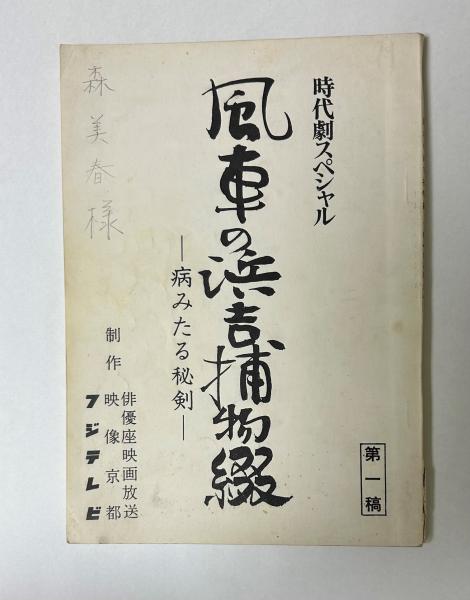 時代劇スペシャル
風車の浜吉捕物綴
―病みたる秘剣―
第一稿
制作
俳優座映画放送
映像京都
フジテレビ
森美春様